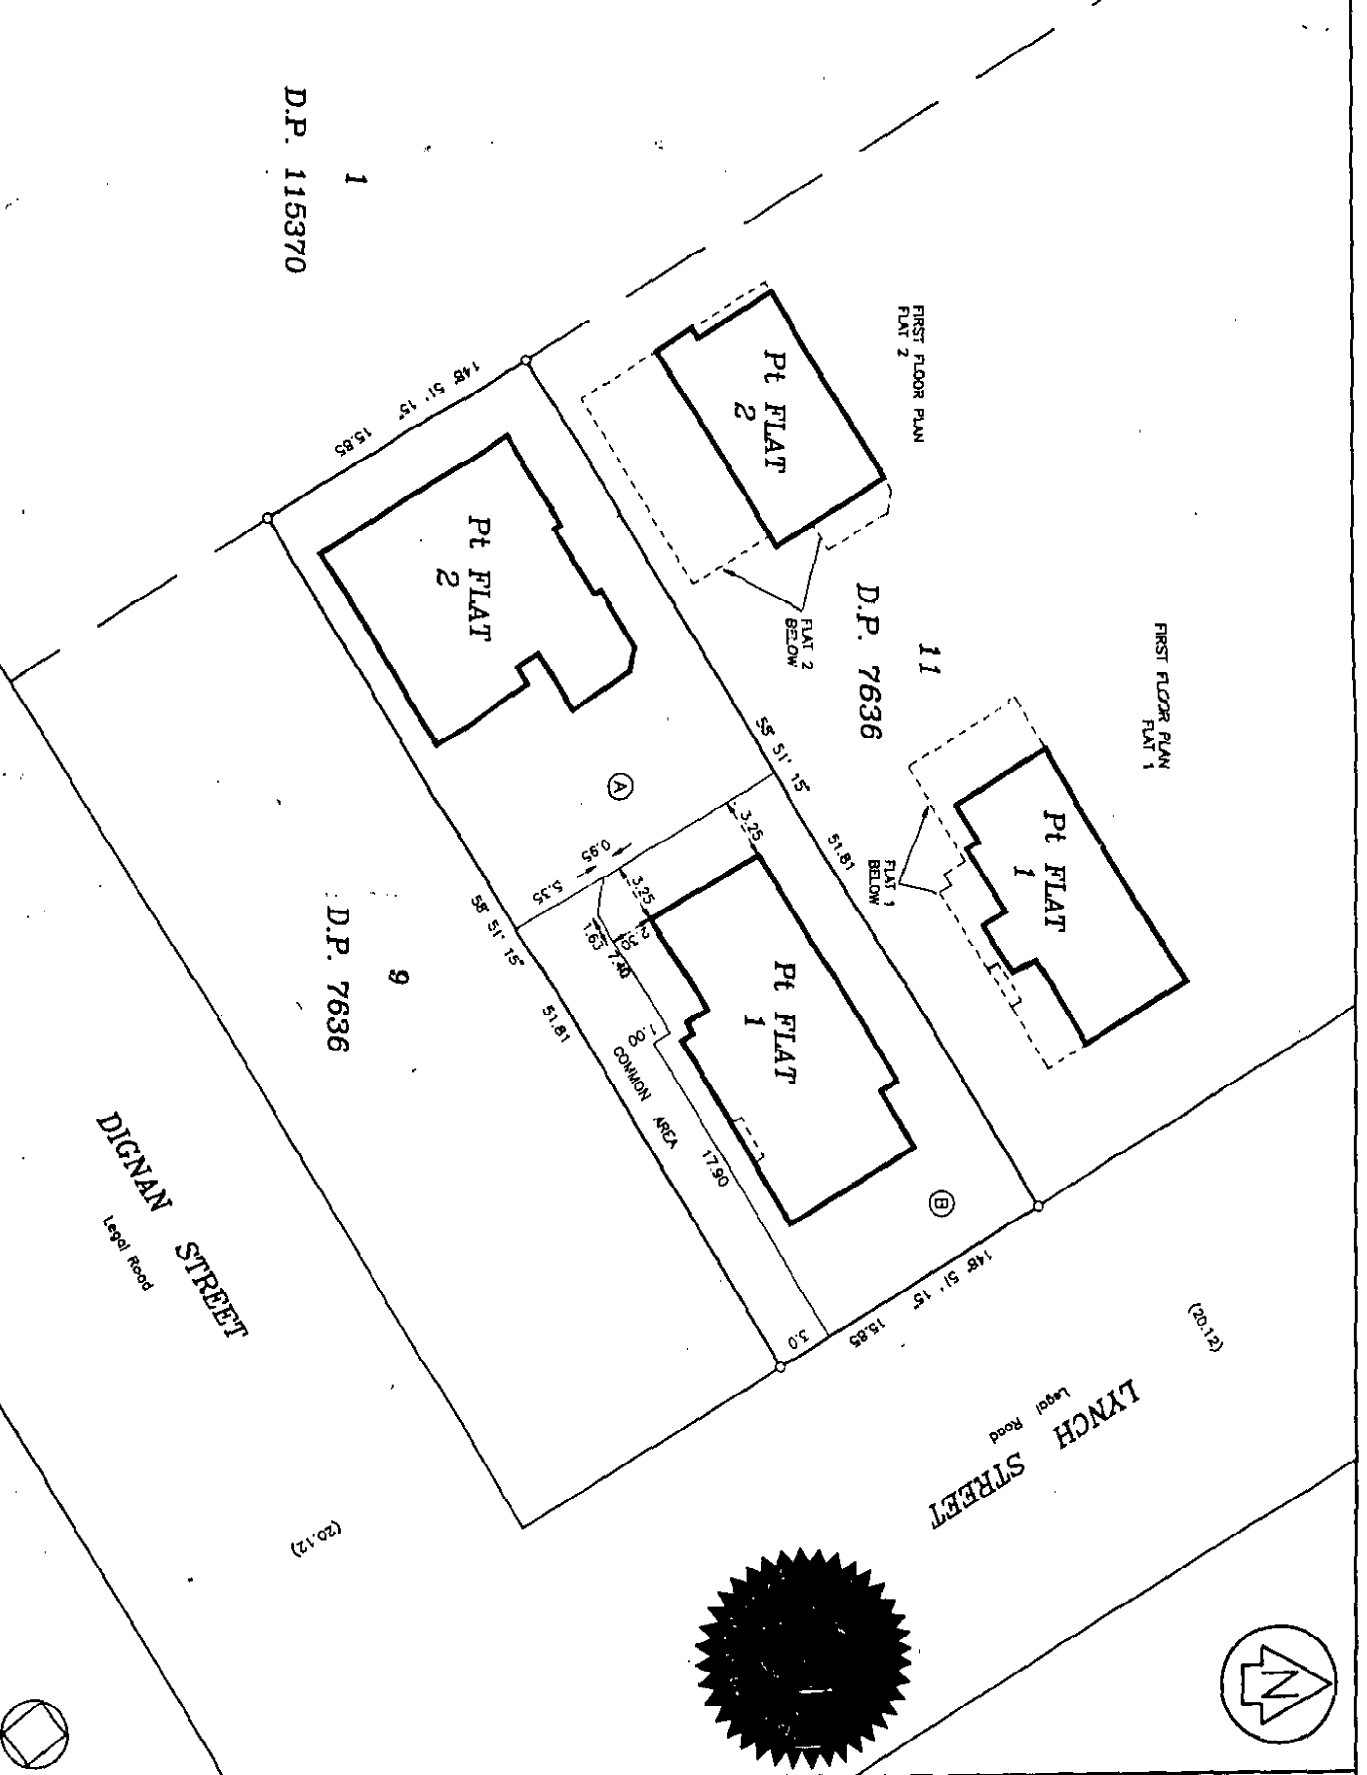 FIRST FLOOR PLAN
FLAT 1
Pt FLAT
1
FLAT 1
BELOW
FIRST FLOOR PLAN
FLAT 2
Pt FLAT
2
FLAT 2
BELOW
11
D.P. 7636
1
D.P. 115370
148° 51' 15"
15.85
58° 51' 15"
51.81
Pt FLAT
2
A
3.25
3.25
0.95
5.35
2.30
1.63
7.40
1.00
Pt FLAT
1
B
COMMON AREA
17.90
3.0
58° 51' 15"
51.81
148° 51' 15"
15.85
9
D.P. 7636
DIGNAN STREET
Legal Road
(20.12)
LYNCH STREET
Legal Road
(20.12)
N